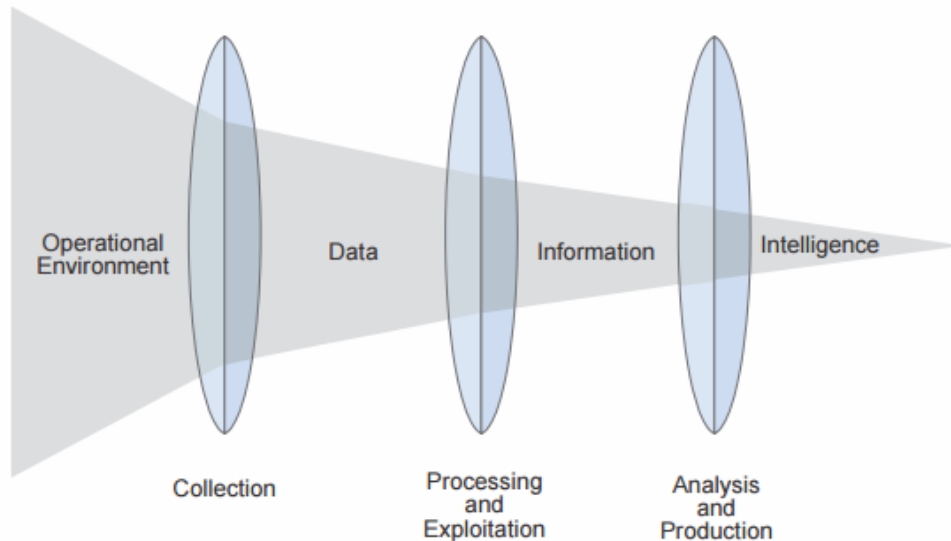 Operational
Environment
Data
Information
Intelligence
Collection
Processing
and
Exploitation
Analysis
and
Production